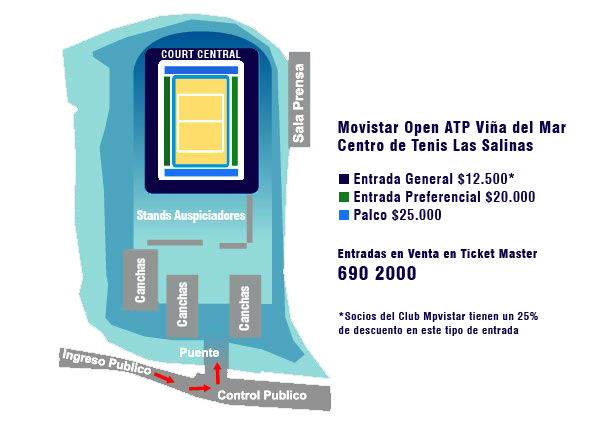 COURT CENTRAL
Sala Prensa
Stands Auspiciadores
Canchas
Canchas
Canchas
Puente
Ingreso Publico
Control Publico
Movistar Open ATP Viña del Mar
Centro de Tenis Las Salinas
Entrada General $12.500*
Entrada Preferencial $20.000
Palco $25.000
Entradas en Venta en Ticket Master
690 2000
*Socios del Club Mpvistar tienen un 25%
de descuento en este tipo de entrada